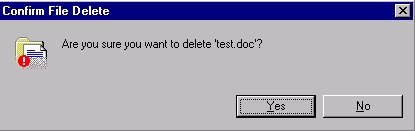 Confirm File Delete
Are you sure you want to delete 'test.doc'?
Yes No